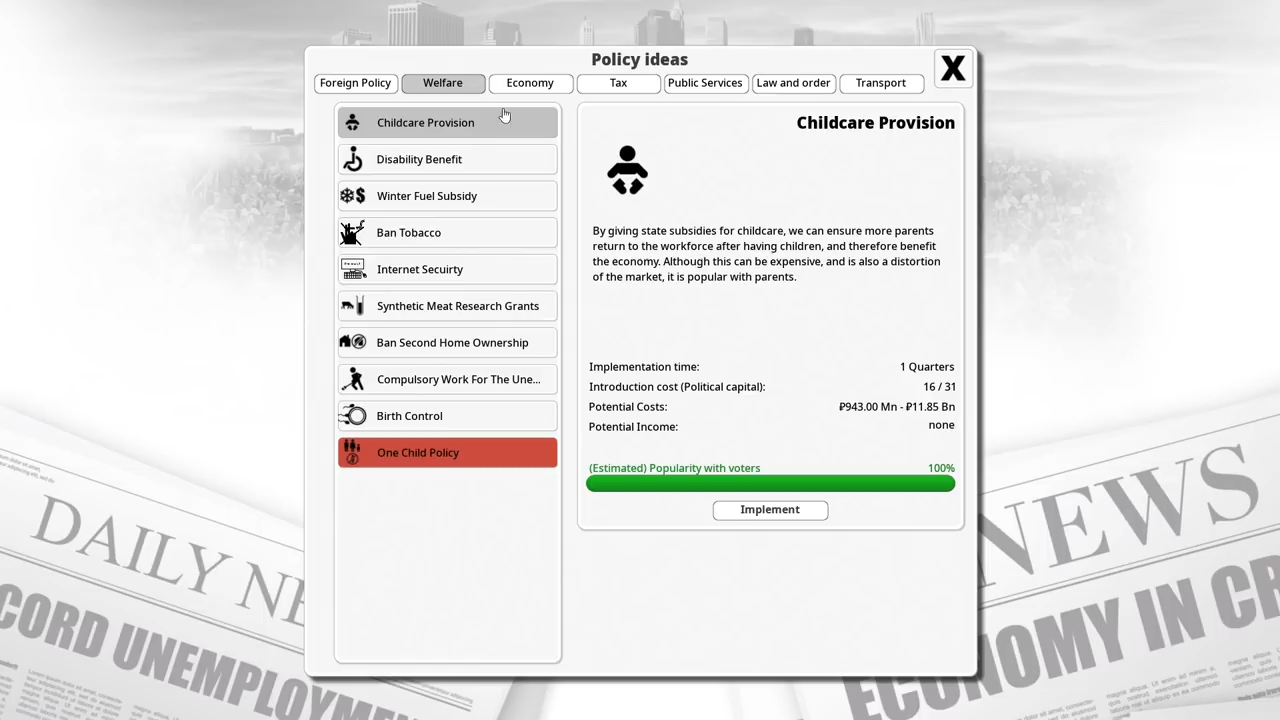 Policy ideas
X
Foreign Policy
Welfare
Economy
Tax
Public Services
Law and order
Transport
Childcare Provision
Disability Benefit
Winter Fuel Subsidy
Ban Tobacco
Internet Secuirty
Synthetic Meat Research Grants
Ban Second Home Ownership
Compulsory Work For The Une...
Birth Control
One Child Policy
Childcare Provision
By giving state subsidies for childcare, we can ensure more parents
return to the workforce after having children, and therefore benefit
the economy. Although this can be expensive, and is also a distortion
of the market, it is popular with parents.
Implementation time: 1 Quarters
Introduction cost (Political capital): 16 / 31
Potential Costs: ₽943.00 Mn - ₽11.85 Bn
Potential Income: none
(Estimated) Popularity with voters 100%
Implement
DAILY NE
CORD UNEMPLOYM
NEWS
ECONOMY IN CR